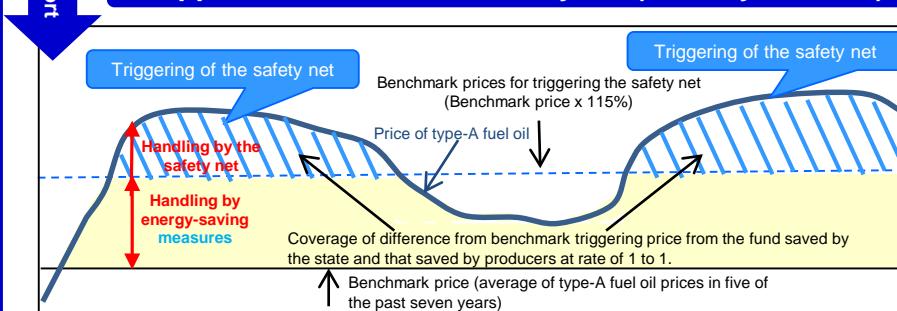 ort
Triggering of the safety net
Triggering of the safety net
Benchmark prices for triggering the safety net
(Benchmark price x 115%)
Price of type-A fuel oil
Handling by the
safety net
Handling by
energy-saving
measures
Coverage of difference from benchmark triggering price from the fund saved by
the state and that saved by producers at rate of 1 to 1.
Benchmark price (average of type-A fuel oil prices in five of
the past seven years)